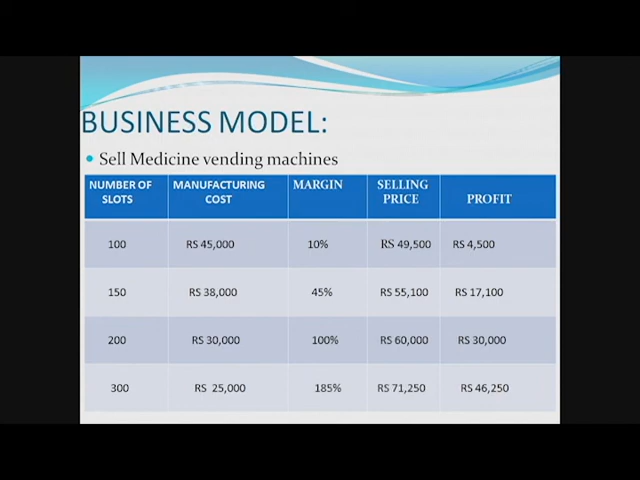 BUSINESS MODEL:
Sell Medicine vending machines
NUMBER OF SLOTS MANUFACTURING COST MARGIN SELLING PRICE PROFIT
100 RS 45,000 10% RS 49,500 RS 4,500
150 RS 38,000 45% RS 55,100 RS 17,100
200 RS 30,000 100% RS 60,000 RS 30,000
300 RS 25,000 185% RS 71,250 RS 46,250